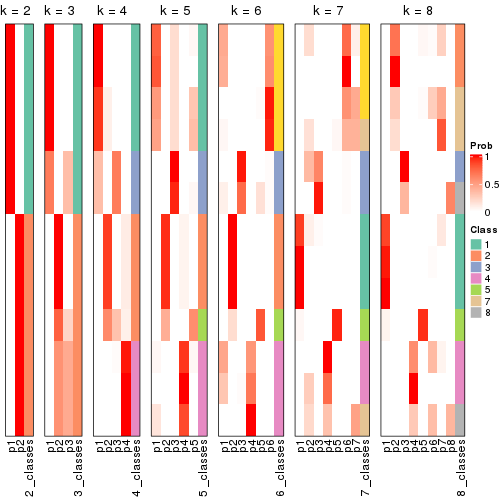 k = 2 k = 3 k = 4 k = 5 k = 6 k = 7 k = 8
Prob
1
0.5
0
Class
1
2
3
4
5
7
8
p1 p2 2_classes p1 p2 p3 3_classes p1 p2 p3 p4 4_classes p1 p2 p3 p4 p5 5_classes p1 p2 p3 p4 p5 p6 6_classes p1 p2 p3 p4 p5 p6 p7 7_classes p1 p2 p3 p4 p5 p6 p7 p8 8_classes